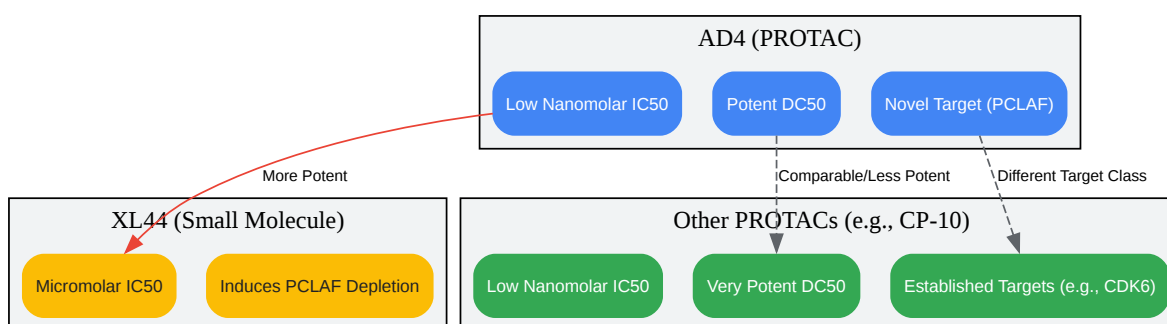 AD4 (PROTAC)
Low Nanomolar IC50
Potent DC50
Novel Target (PCLAF)
More Potent
Comparable/Less Potent
Different Target Class
XL44 (Small Molecule)
Other PROTACs (e.g., CP-10)
Micromolar IC50
Induces PCLAF Depletion
Low Nanomolar IC50
Very Potent DC50
Established Targets (e.g., CDK6)